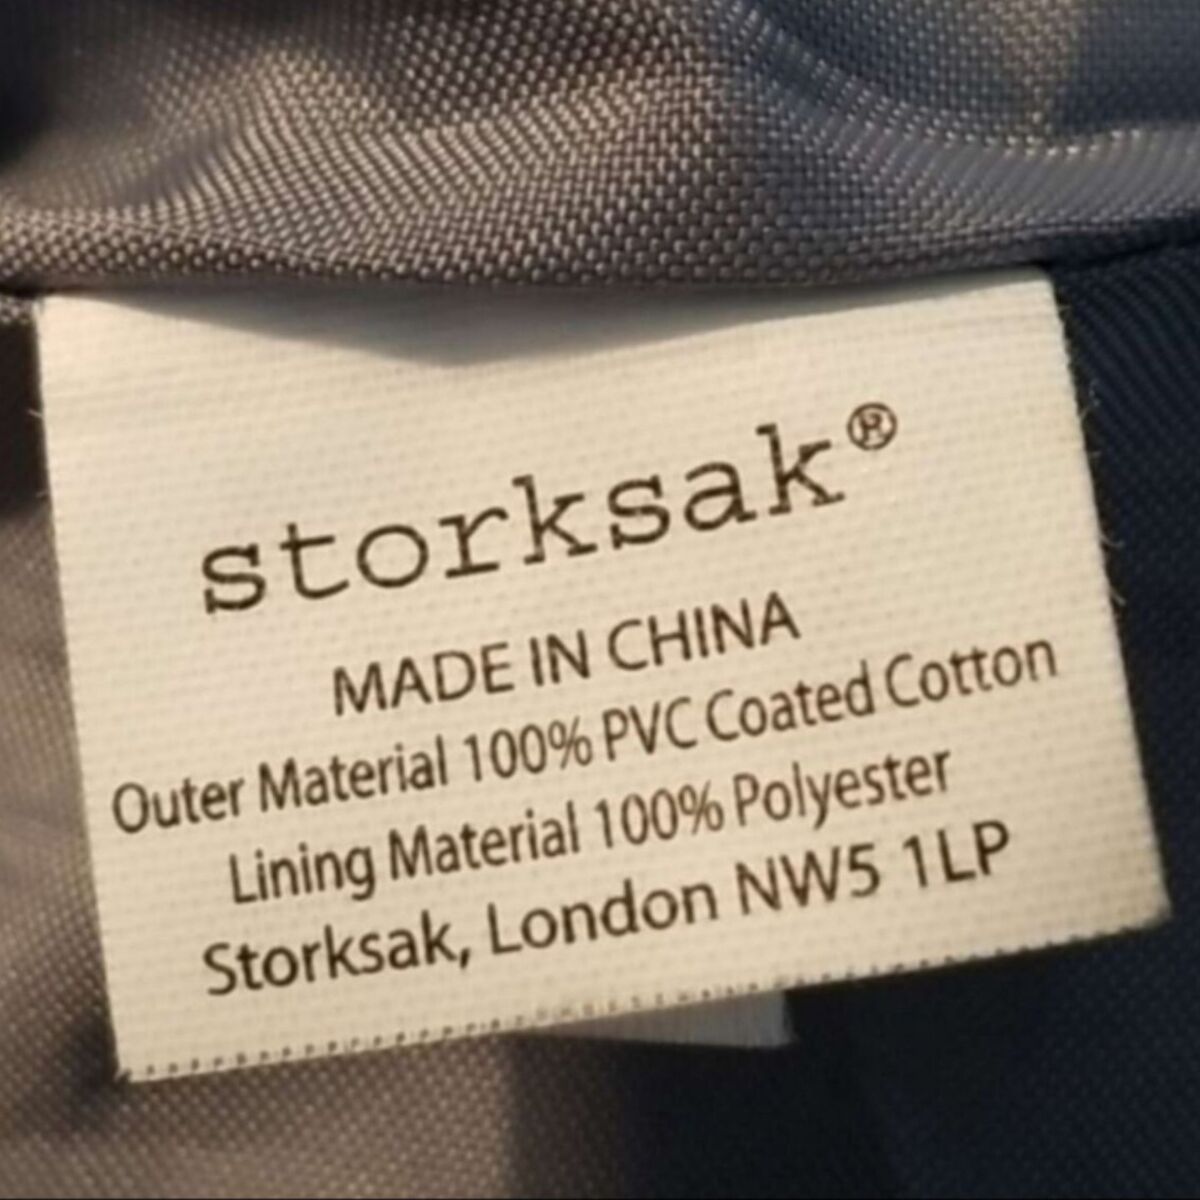 storksak®
MADE IN CHINA
Outer Material 100% PVC Coated Cotton
Lining Material 100% Polyester
Storksak, London NW5 1LP